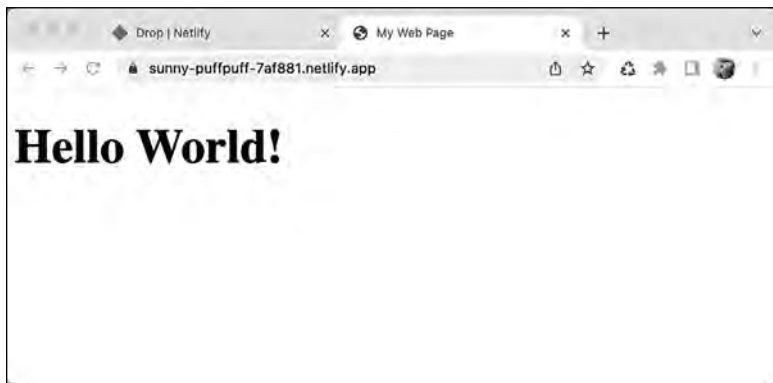 Drop | Netlify
My Web Page
sunny-puffpuff-7af881.netlify.app
Hello World!